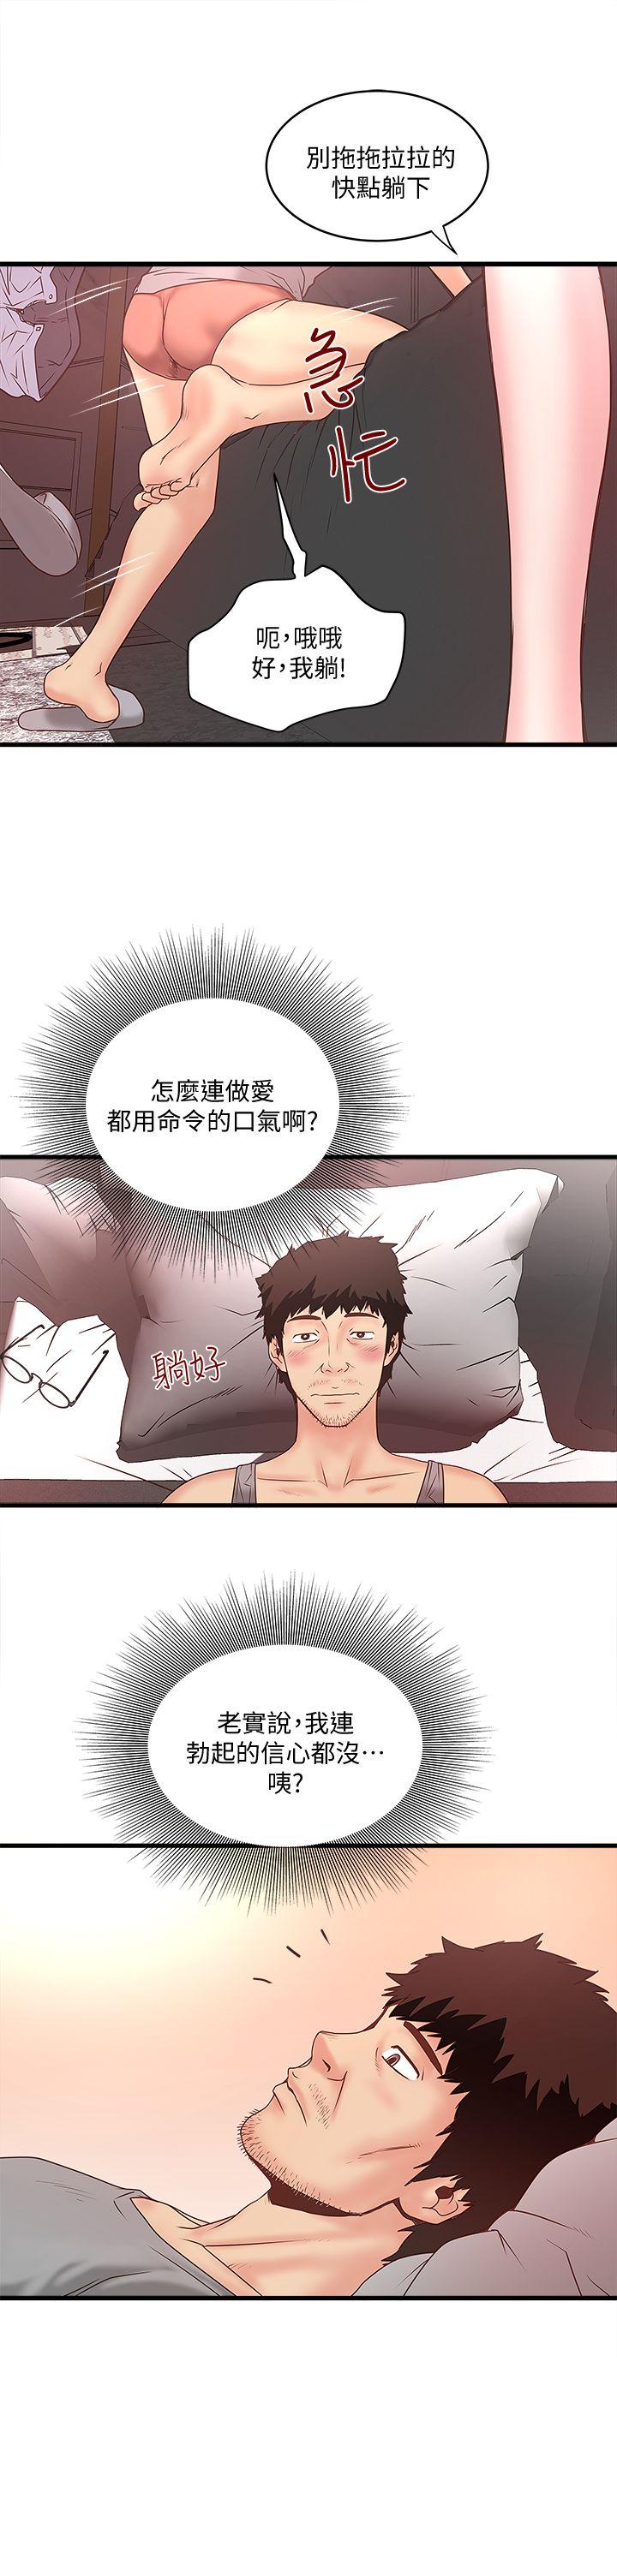 別拖拖拉拉的
快點躺下
急
忙
呃，哦哦
好，我躺！
怎麼連做愛
都用命令的口氣啊？
躺好
老實說，我連
勃起的信心都沒…
咦？